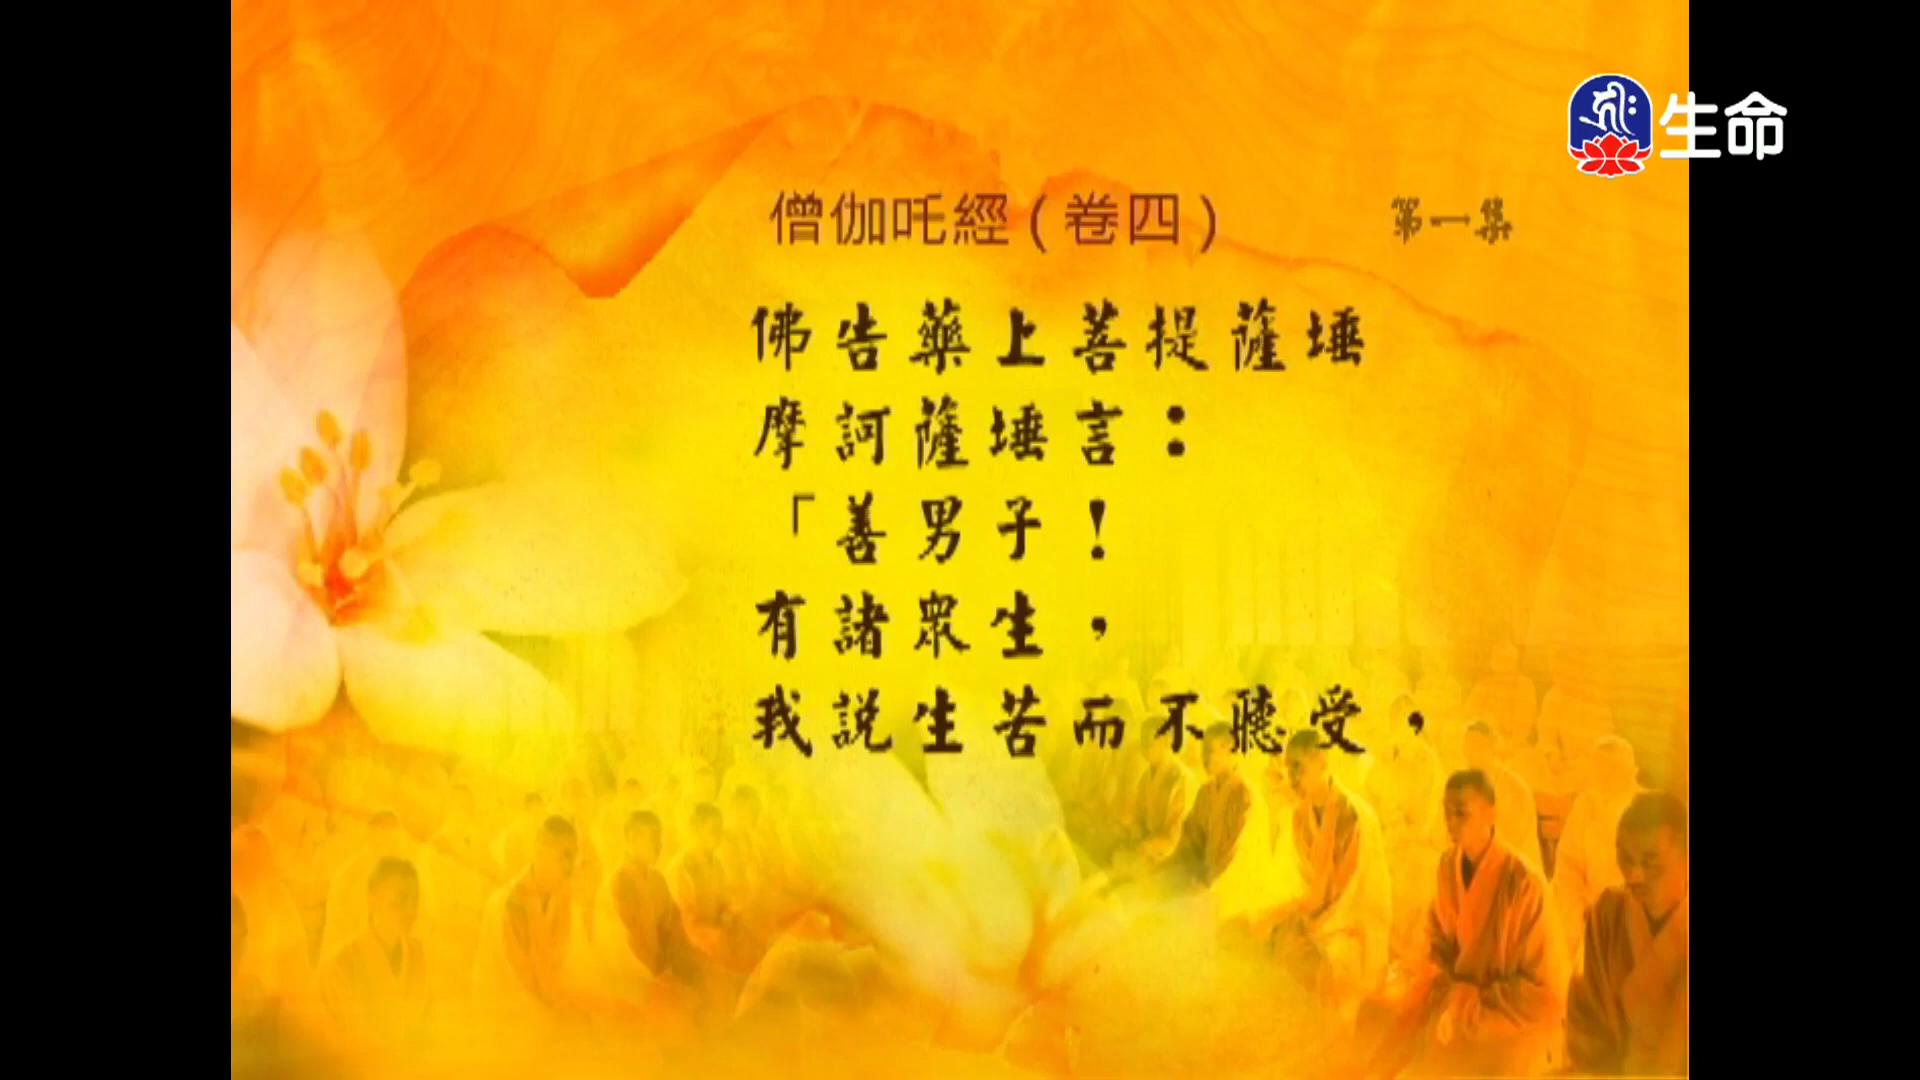 生命
僧伽吒經（卷四） 第一集
佛告藥上菩提薩埵
摩訶薩埵言：
「善男子！
有諸眾生，
我説生苦而不聽受，